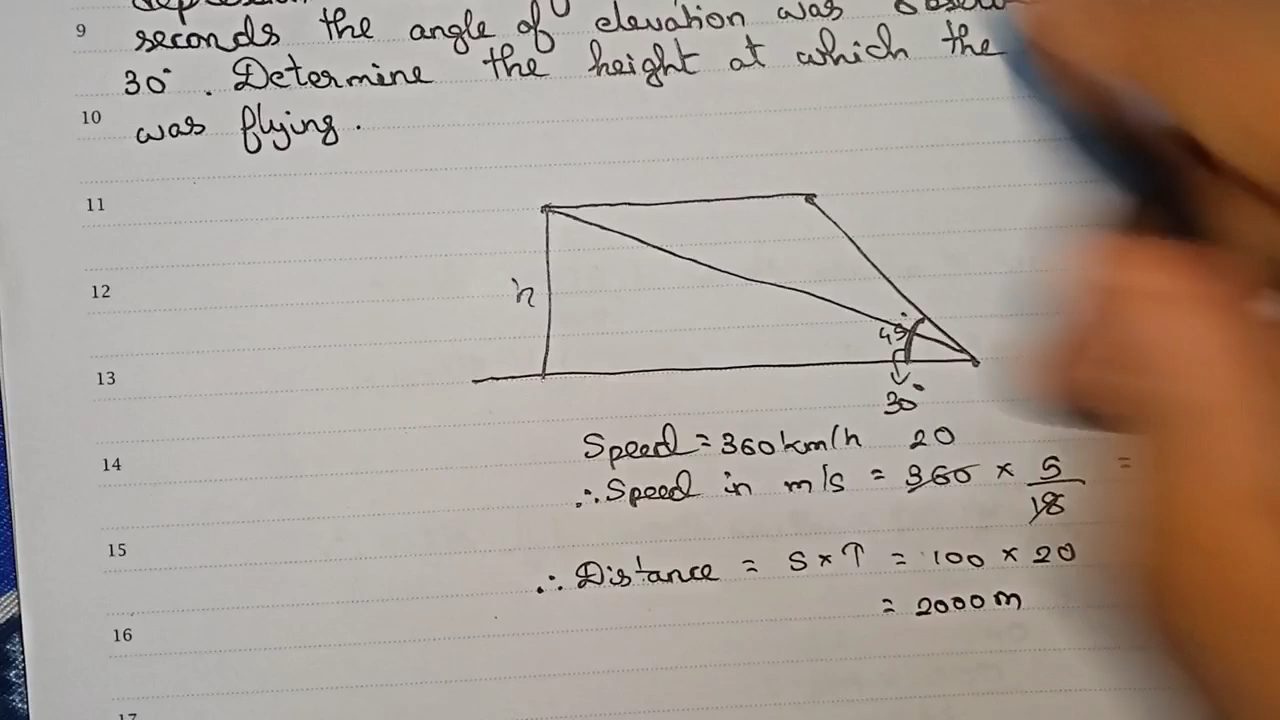 9
seconds the angle of elevation was
30° . Determine the height at which the
10
was flying.
11
12
h
45°
13
30°
14
Speed = 360 km/h 20
∴ Speed in m/s = 360 × 5/18 =
15
∴ Distance = S × T = 100 × 20
= 2000 m
16
17